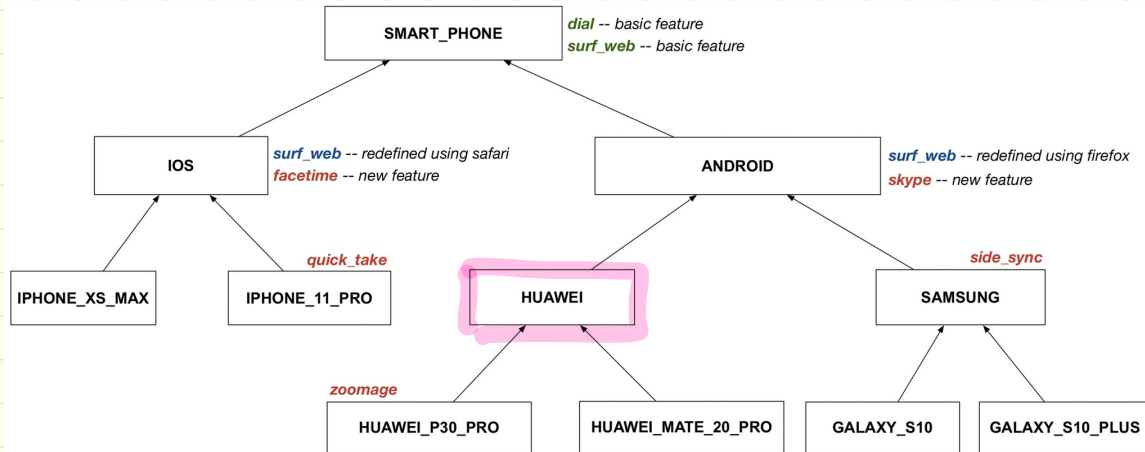 SMART_PHONE
dial -- basic feature
surf_web -- basic feature
IOS
surf_web -- redefined using safari
facetime -- new feature
ANDROID
surf_web -- redefined using firefox
skype -- new feature
IPHONE_XS_MAX
quick_take
IPHONE_11_PRO
HUAWEI
side_sync
SAMSUNG
zoomage
HUAWEI_P30_PRO
HUAWEI_MATE_20_PRO
GALAXY_S10
GALAXY_S10_PLUS